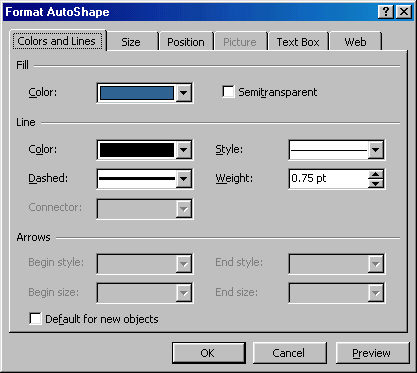 Format AutoShape
Colors and Lines Size Position Picture Text Box Web
Fill
Color: Semitransparent
Line
Color: Style:
Dashed: Weight: 0.75 pt
Connector:
Arrows
Begin style: End style:
Begin size: End size:
Default for new objects
OK Cancel Preview